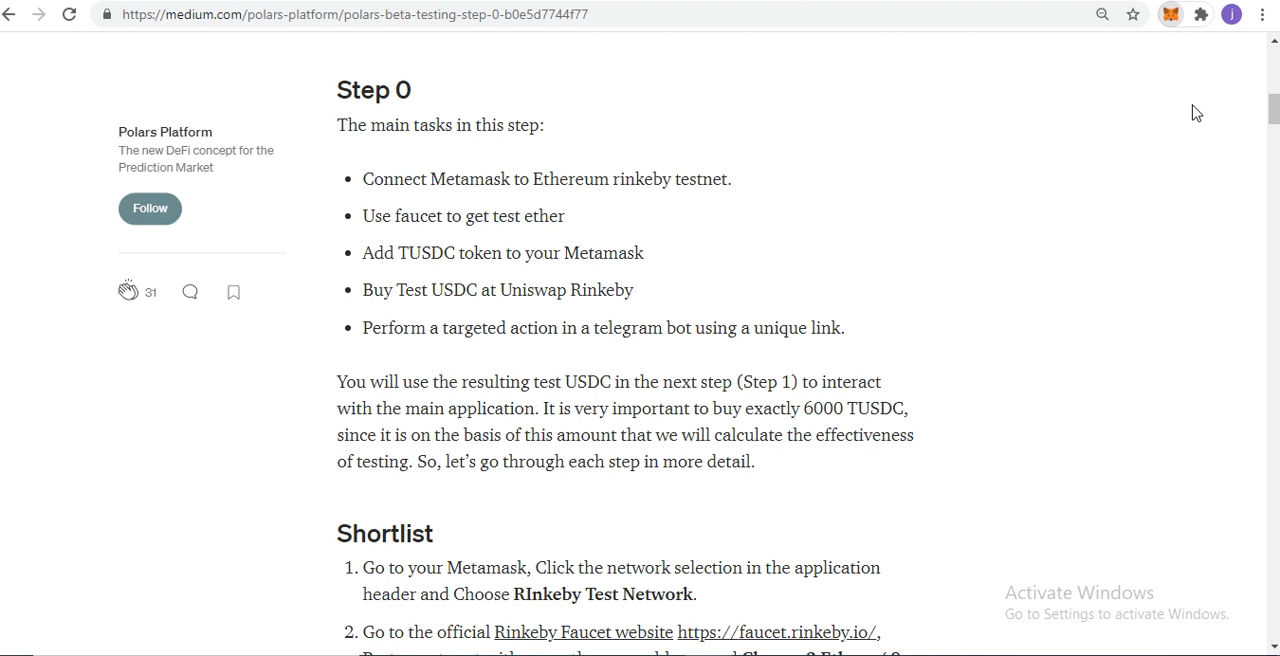 https://medium.com/polars-platform/polars-beta-testing-step-0-b0e5d7744f77
j
Step 0
The main tasks in this step:
Polars Platform
The new DeFi concept for the
Prediction Market
Follow
31
• Connect Metamask to Ethereum rinkeby testnet.
• Use faucet to get test ether
• Add TUSDC token to your Metamask
• Buy Test USDC at Uniswap Rinkeby
• Perform a targeted action in a telegram bot using a unique link.
You will use the resulting test USDC in the next step (Step 1) to interact
with the main application. It is very important to buy exactly 6000 TUSDC,
since it is on the basis of this amount that we will calculate the effectiveness
of testing. So, let’s go through each step in more detail.
Shortlist
1. Go to your Metamask, Click the network selection in the application
header and Choose RInkeby Test Network.
2. Go to the official Rinkeby Faucet website https://faucet.rinkeby.io/,
Activate Windows
Go to Settings to activate Windows.